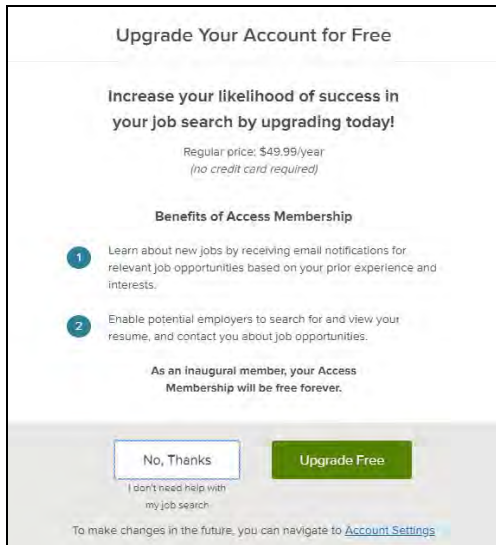 Upgrade Your Account for Free
Increase your likelihood of success in
your job search by upgrading today!
Regular price: $49.99/year
(no credit card required)
Benefits of Access Membership
1
Learn about new jobs by receiving email notifications for
relevant job opportunities based on your prior experience and
interests.
2
Enable potential employers to search for and view your
resume, and contact you about job opportunities.
As an inaugural member, your Access
Membership will be free forever.
No, Thanks
Upgrade Free
I don't need help with
my job search
To make changes in the future, you can navigate to Account Settings